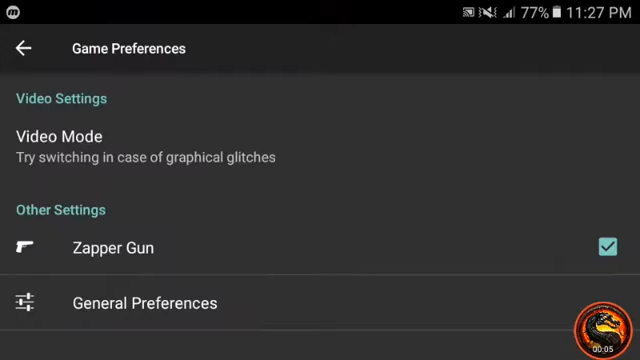 77% 11:27 PM
Game Preferences
Video Settings
Video Mode
Try switching in case of graphical glitches
Other Settings
Zapper Gun
General Preferences
00:05